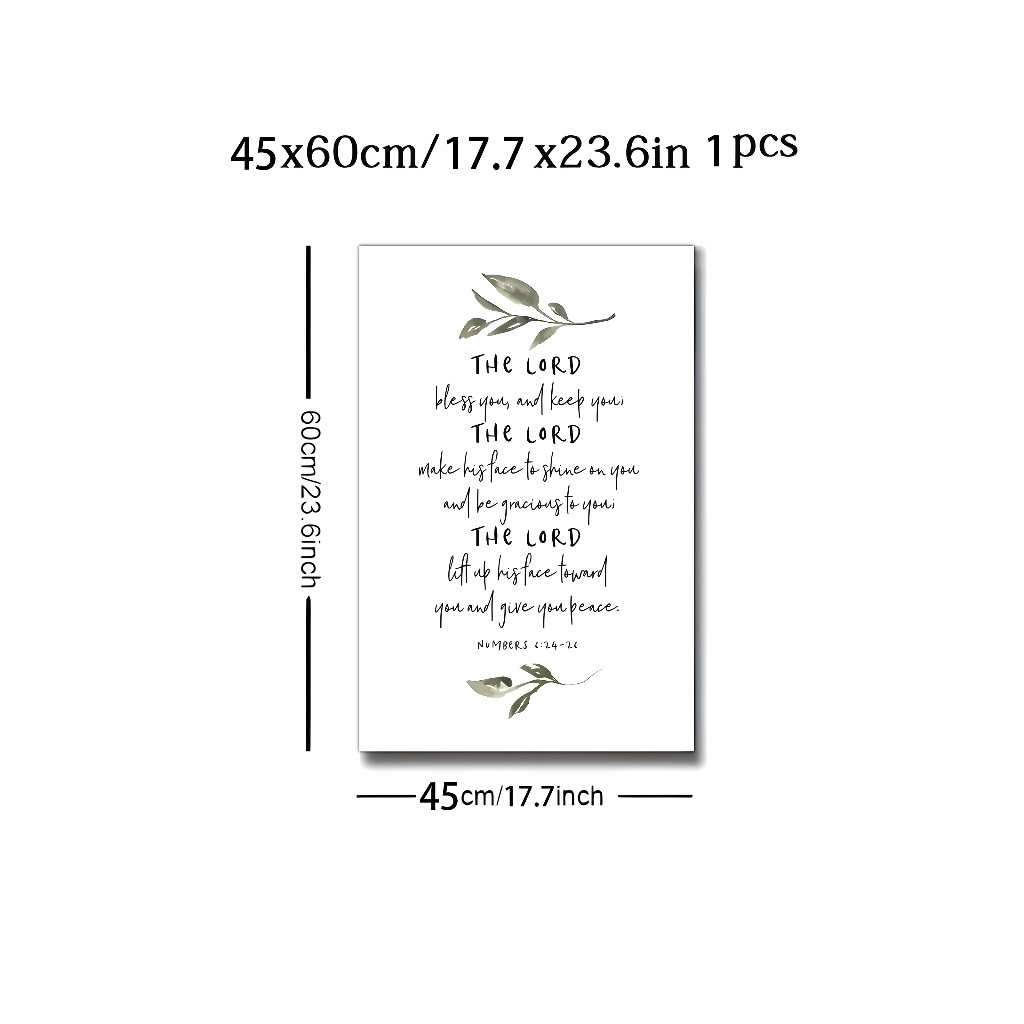 45x60cm/17.7 x23.6in 1pcs
60cm/23.6inch
THE LORD
bless you, and keep you;
THE LORD
make his face to shine on you
and be gracious to you;
THE LORD
lift up his face toward
you and give you peace.
NUMBERS 6:24-26
45cm/17.7inch